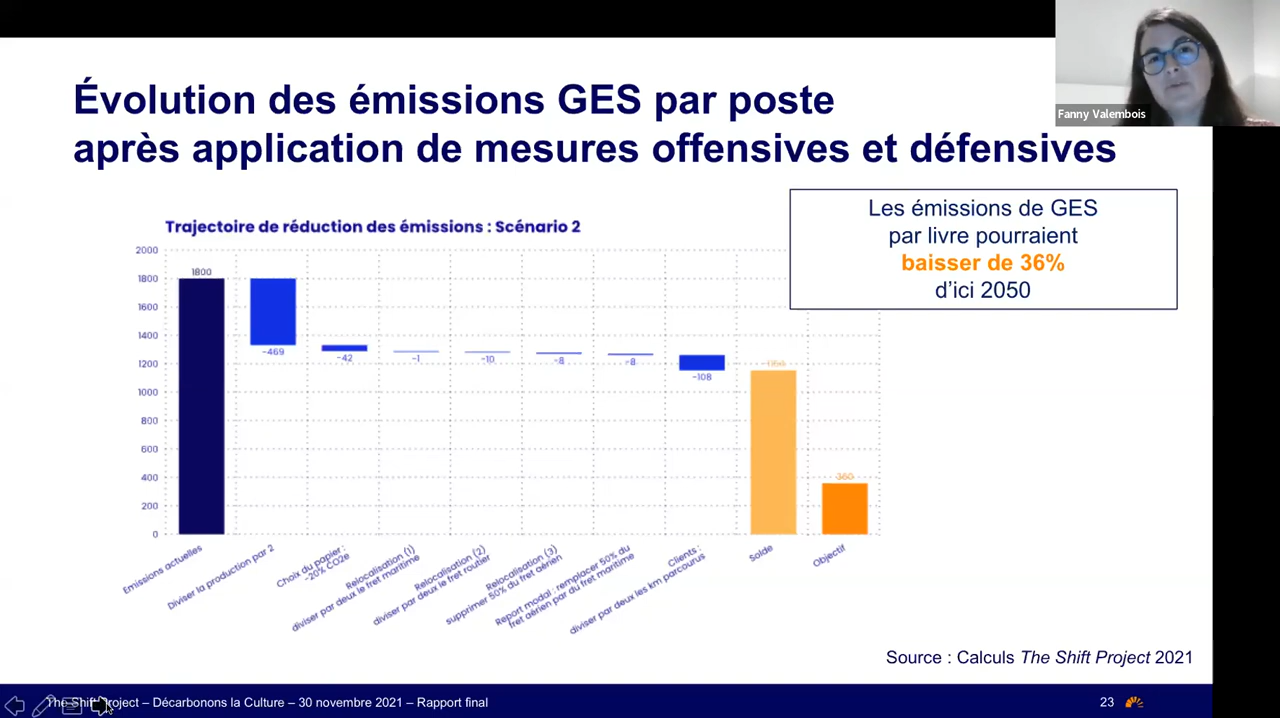 Fanny Valembois
Évolution des émissions GES par poste
après application de mesures offensives et défensives
Les émissions de GES
par livre pourraient
baisser de 36%
d'ici 2050
Trajectoire de réduction des émissions : Scénario 2
2000
1800
1600
1400
1200
1000
800
600
400
200
0
1800
-469
-42
-1
-10
-8
-8
-108
360
Emissions actuelles
Diviser la production par 2
Choix du papier :
-20% CO2e
Relocalisation (1)
diviser par deux le fret maritime
Relocalisation (2)
diviser par deux le fret routier
Relocalisation (3)
supprimer 50% du fret aérien
Report modal : remplacer 50% du
fret aérien par du fret maritime
Clients :
diviser par deux les km parcourus
Solde
Objectif
Source : Calculs The Shift Project 2021
The Shift Project – Décarbonons la Culture – 30 novembre 2021 – Rapport final
23